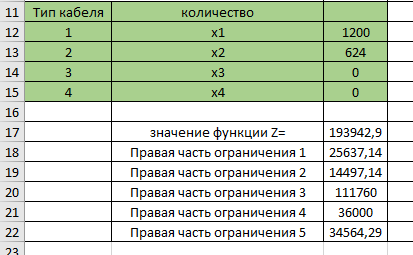 11 Тип кабеля количество
12 1 x1 1200
13 2 x2 624
14 3 x3 0
15 4 x4 0
16
17 значение функции Z= 193942,9
18 Правая часть ограничения 1 25637,14
19 Правая часть ограничения 2 14497,14
20 Правая часть ограничения 3 111760
21 Правая часть ограничения 4 36000
22 Правая часть ограничения 5 34564,29
23